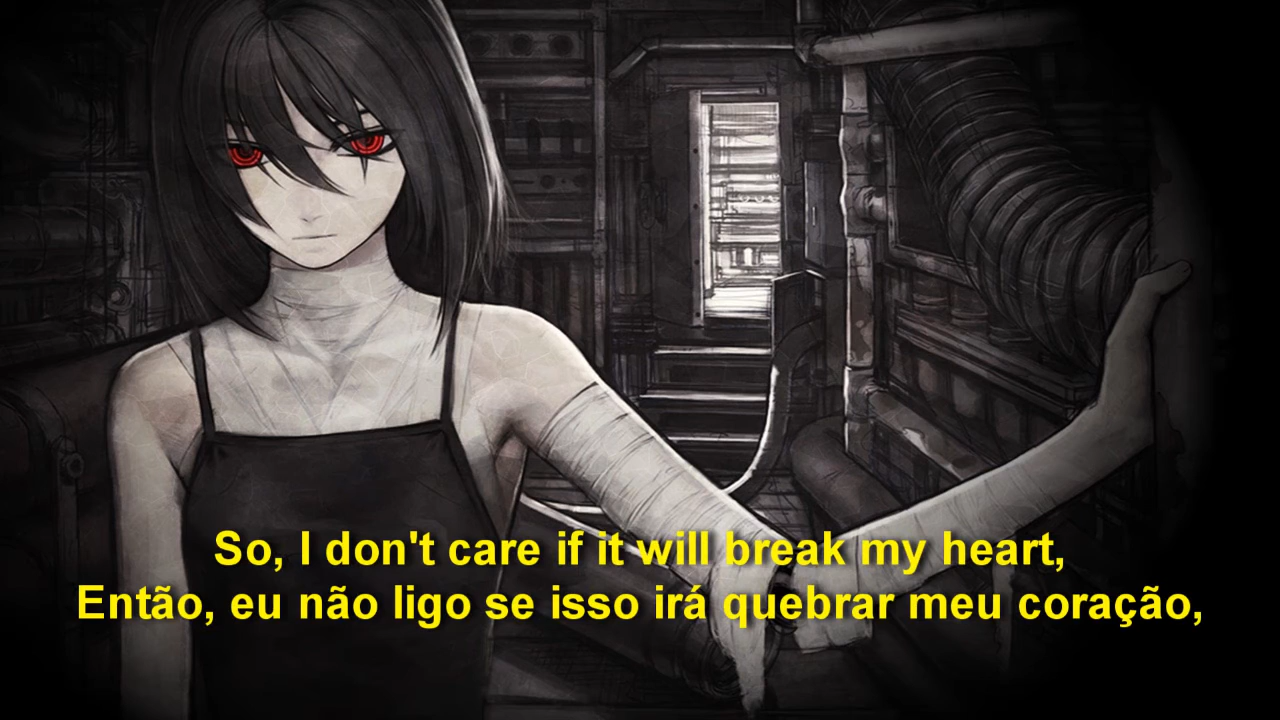 So, I don't care if it will break my heart,
Então, eu não ligo se isso irá quebrar meu coração,